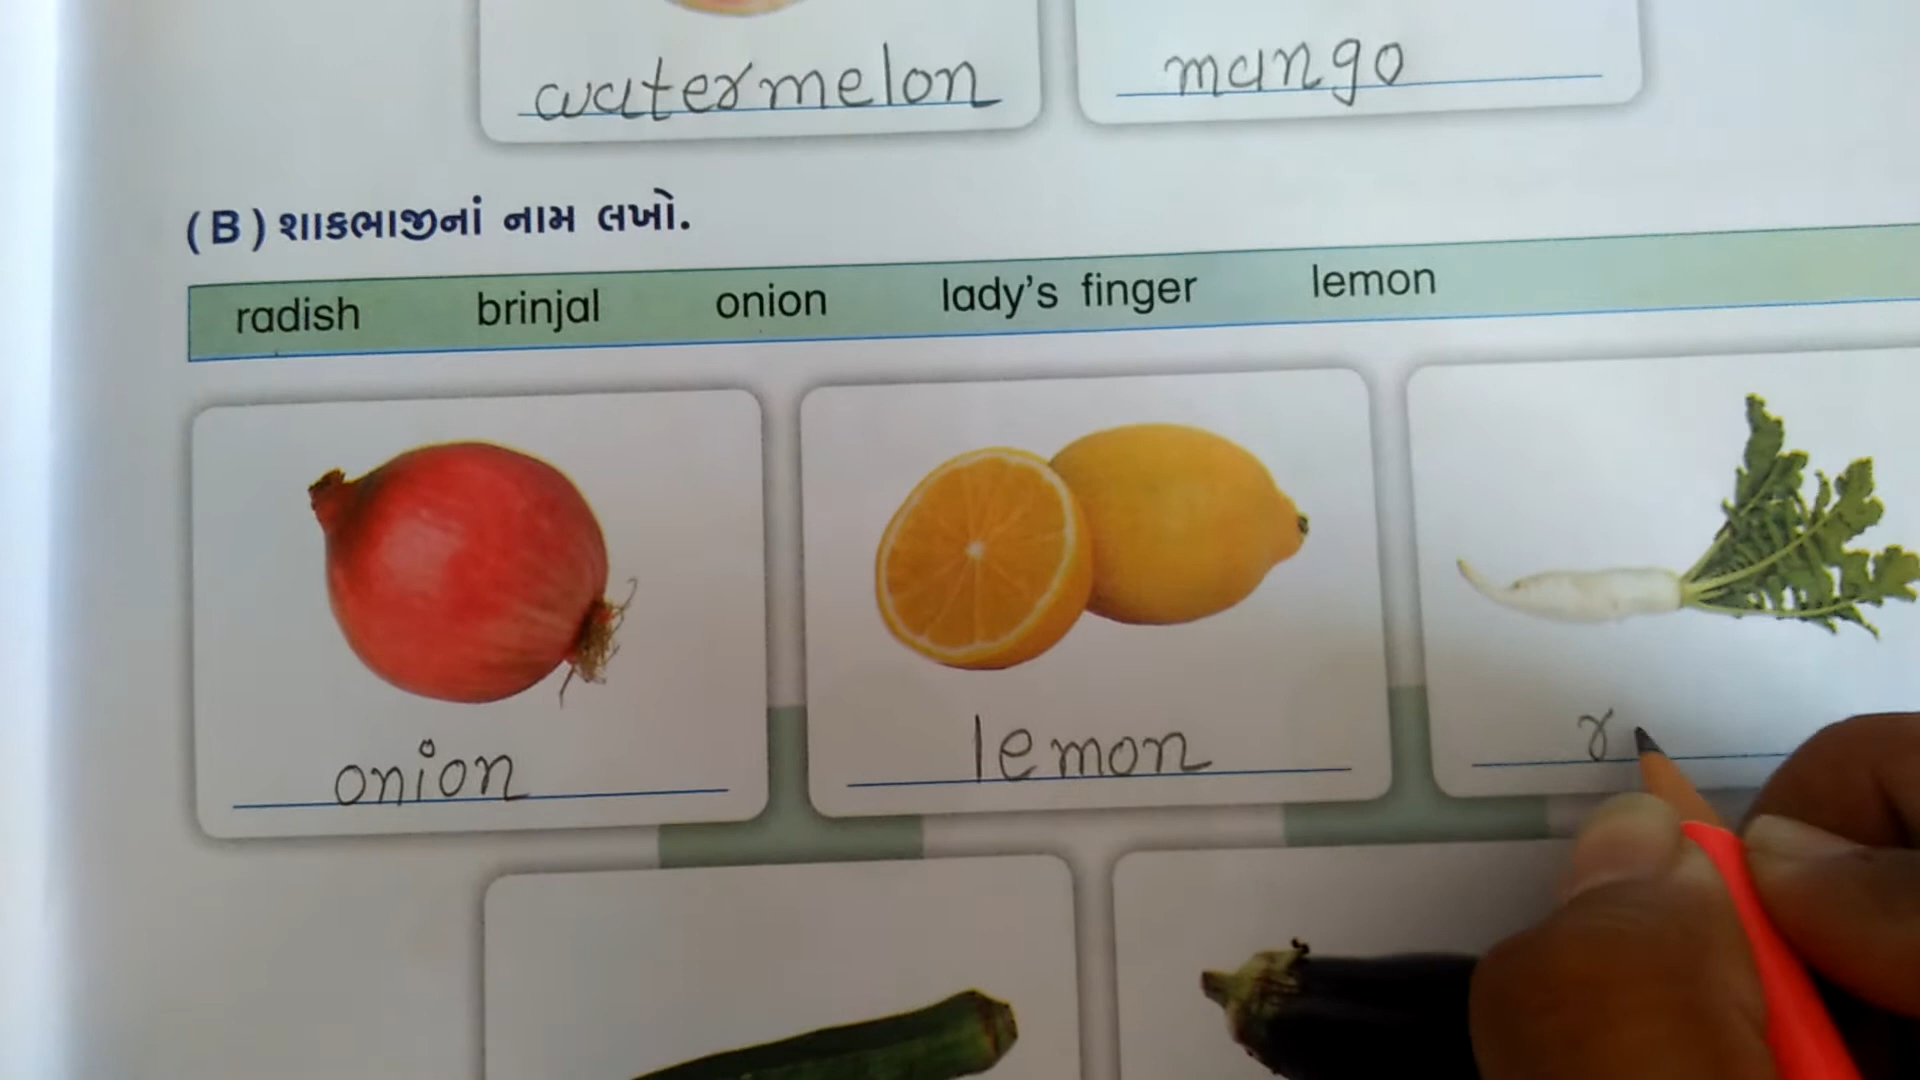 watermelon mango
(B) શાકભાજીનાં નામ લખો.
radish brinjal onion lady's finger lemon
onion lemon r